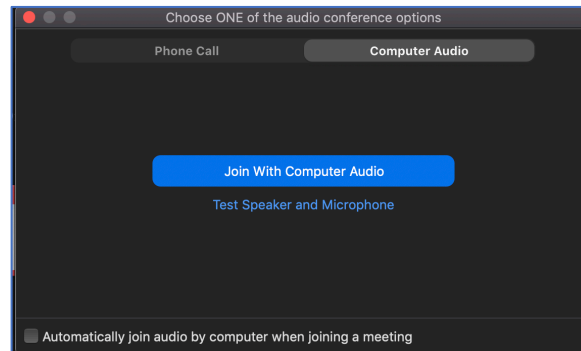 Choose ONE of the audio conference options
Phone Call
Computer Audio
Join With Computer Audio
Test Speaker and Microphone
Automatically join audio by computer when joining a meeting